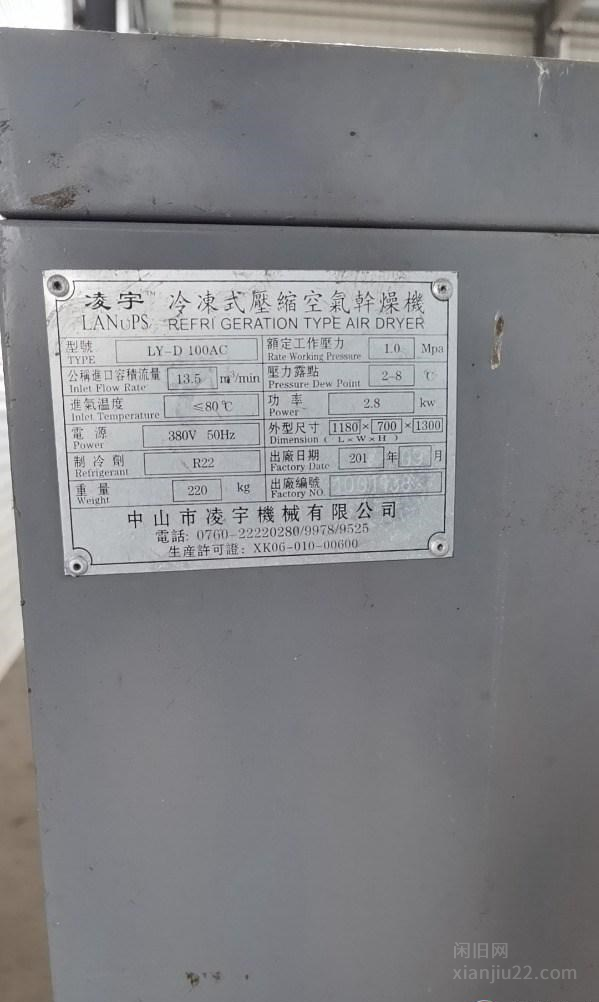 凌宇™ 冷凍式壓縮空氣幹燥機
LANUPS REFRI GERATION TYPE AIR DRYER
型號 TYPE LY-D 100AC
額定工作壓力 Rate Working Pressure 1.0 Mpa
公稱進口容積流量 Inlet Flow Rate 13.5 m³/min
壓力露點 Pressure Dew Point 2-8 ℃
進氣温度 Inlet Temperature ≤80℃
功率 Power 2.8 kw
電源 Power 380V 50Hz
外型尺寸 Dimension ( L×W×H ) 1180×700×1300
制冷劑 Refrigerant R22
出廠日期 Factory Date 201 年 月
重量 Weight 220 kg
出廠編號 Factory NO.
中山市凌宇機械有限公司
電話: 0760-22220280/9978/9525
生産許可證: XK06-010-00600
闲旧网
xianjiu22.com